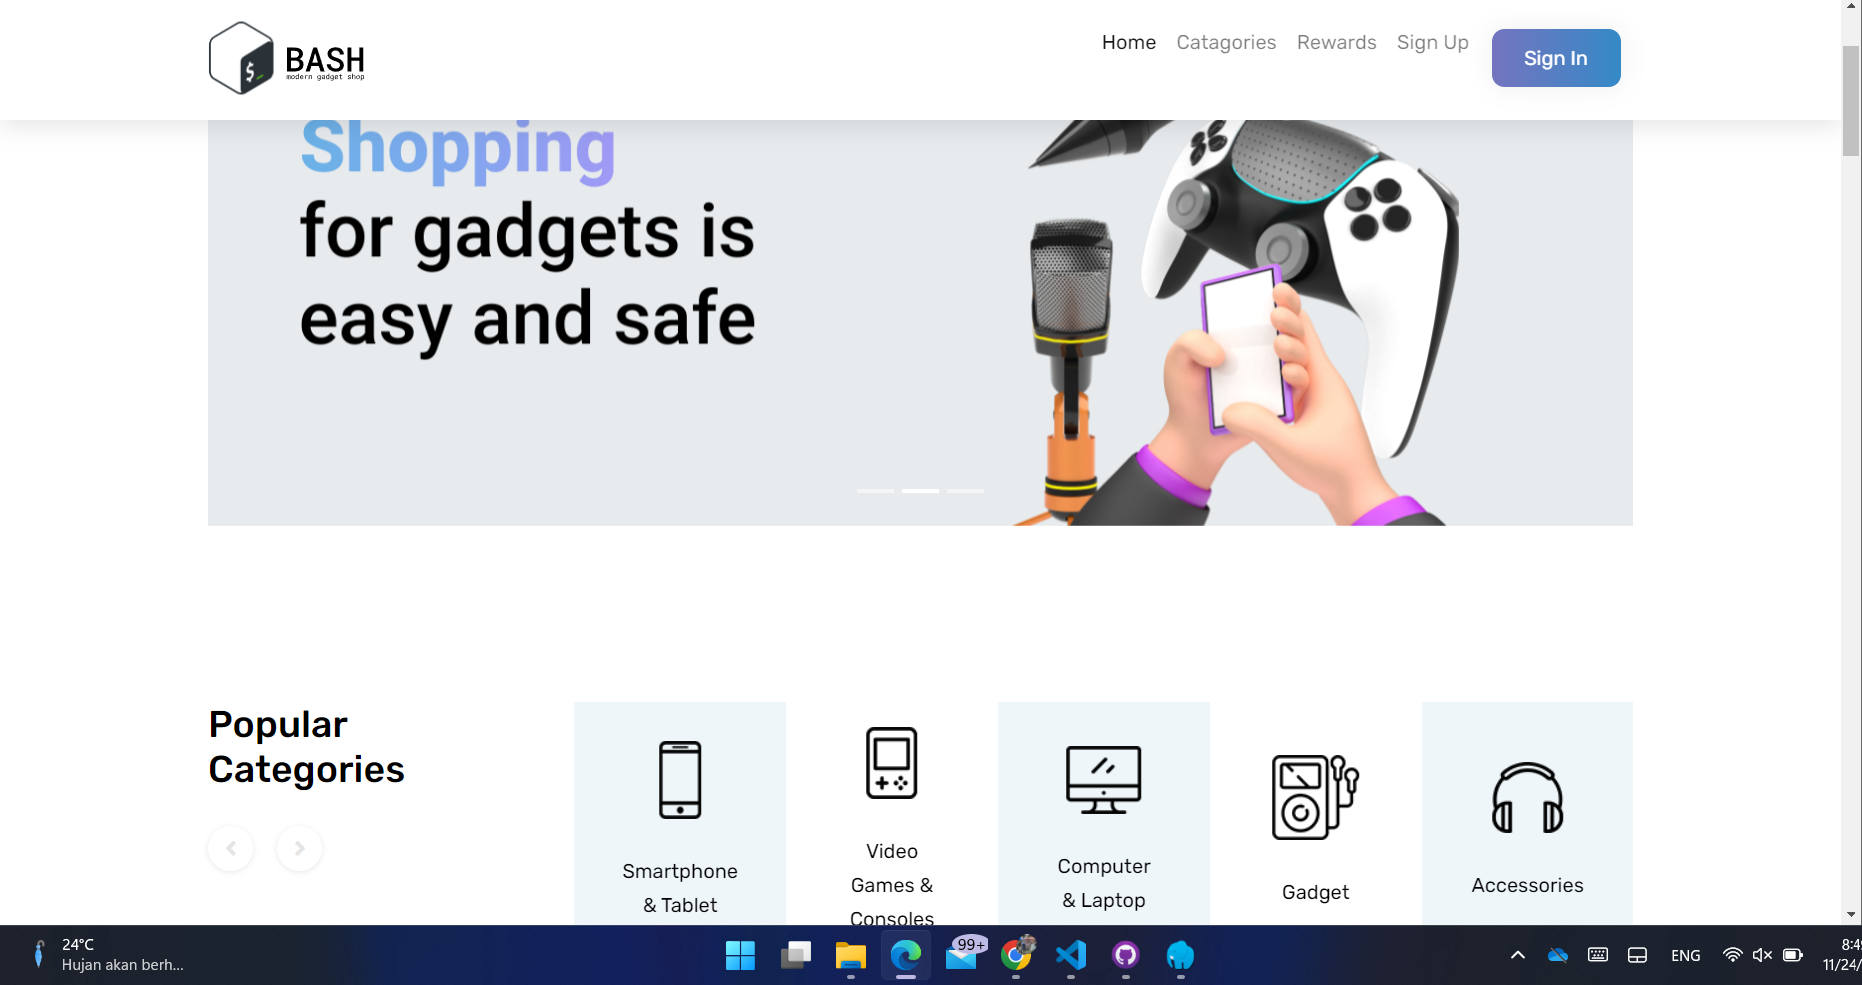 BASH
modern gadget shop
Home Catagories Rewards Sign Up Sign In
Shopping
for gadgets is
easy and safe
Popular
Categories
Smartphone
& Tablet
Video
Games &
Consoles
Computer
& Laptop
Gadget
Accessories
24°C
Hujan akan berh...
99+
ENG
8:4
11/24/